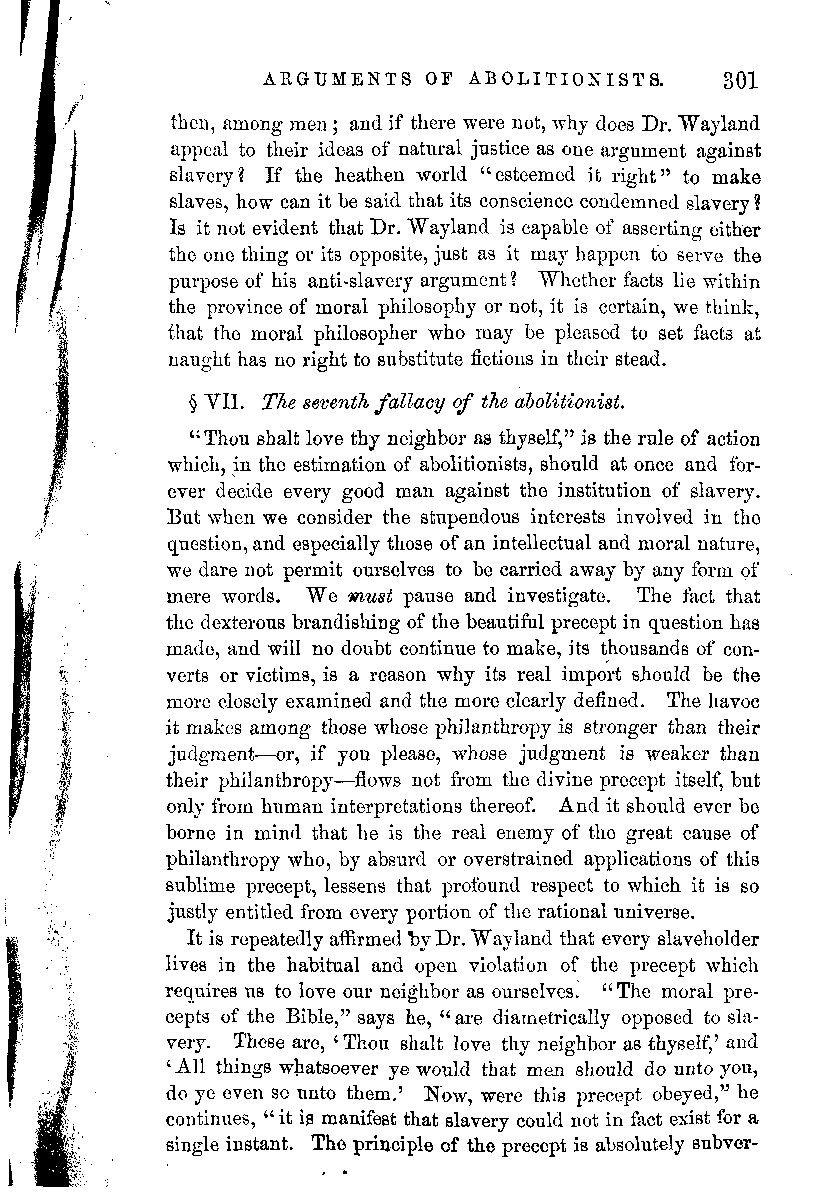 ARGUMENTS OF ABOLITIONISTS. 301
then, among men ; and if there were not, why does Dr. Wayland
appeal to their ideas of natural justice as one argument against
slavery? If the heathen world "esteemed it right" to make
slaves, how can it be said that its conscience condemned slavery?
Is it not evident that Dr. Wayland is capable of asserting either
the one thing or its opposite, just as it may happen to serve the
purpose of his anti-slavery argument? Whether facts lie within
the province of moral philosophy or not, it is certain, we think,
that the moral philosopher who may be pleased to set facts at
naught has no right to substitute fictions in their stead.
§ VII. The seventh fallacy of the abolitionist.
"Thou shalt love thy neighbor as thyself," is the rule of action
which, in the estimation of abolitionists, should at once and for-
ever decide every good man against the institution of slavery.
But when we consider the stupendous interests involved in the
question, and especially those of an intellectual and moral nature,
we dare not permit ourselves to be carried away by any form of
mere words. We must pause and investigate. The fact that
the dexterous brandishing of the beautiful precept in question has
made, and will no doubt continue to make, its thousands of con-
verts or victims, is a reason why its real import should be the
more closely examined and the more clearly defined. The havoc
it makes among those whose philanthropy is stronger than their
judgment—or, if you please, whose judgment is weaker than
their philanthropy—flows not from the divine precept itself, but
only from human interpretations thereof. And it should ever be
borne in mind that he is the real enemy of the great cause of
philanthropy who, by absurd or overstrained applications of this
sublime precept, lessens that profound respect to which it is so
justly entitled from every portion of the rational universe.
It is repeatedly affirmed by Dr. Wayland that every slaveholder
lives in the habitual and open violation of the precept which
requires us to love our neighbor as ourselves. "The moral pre-
cepts of the Bible," says he, "are diametrically opposed to sla-
very. These are, 'Thou shalt love thy neighbor as thyself,' and
'All things whatsoever ye would that men should do unto you,
do ye even so unto them.' Now, were this precept obeyed," he
continues, "it is manifest that slavery could not in fact exist for a
single instant. The principle of the precept is absolutely subver-